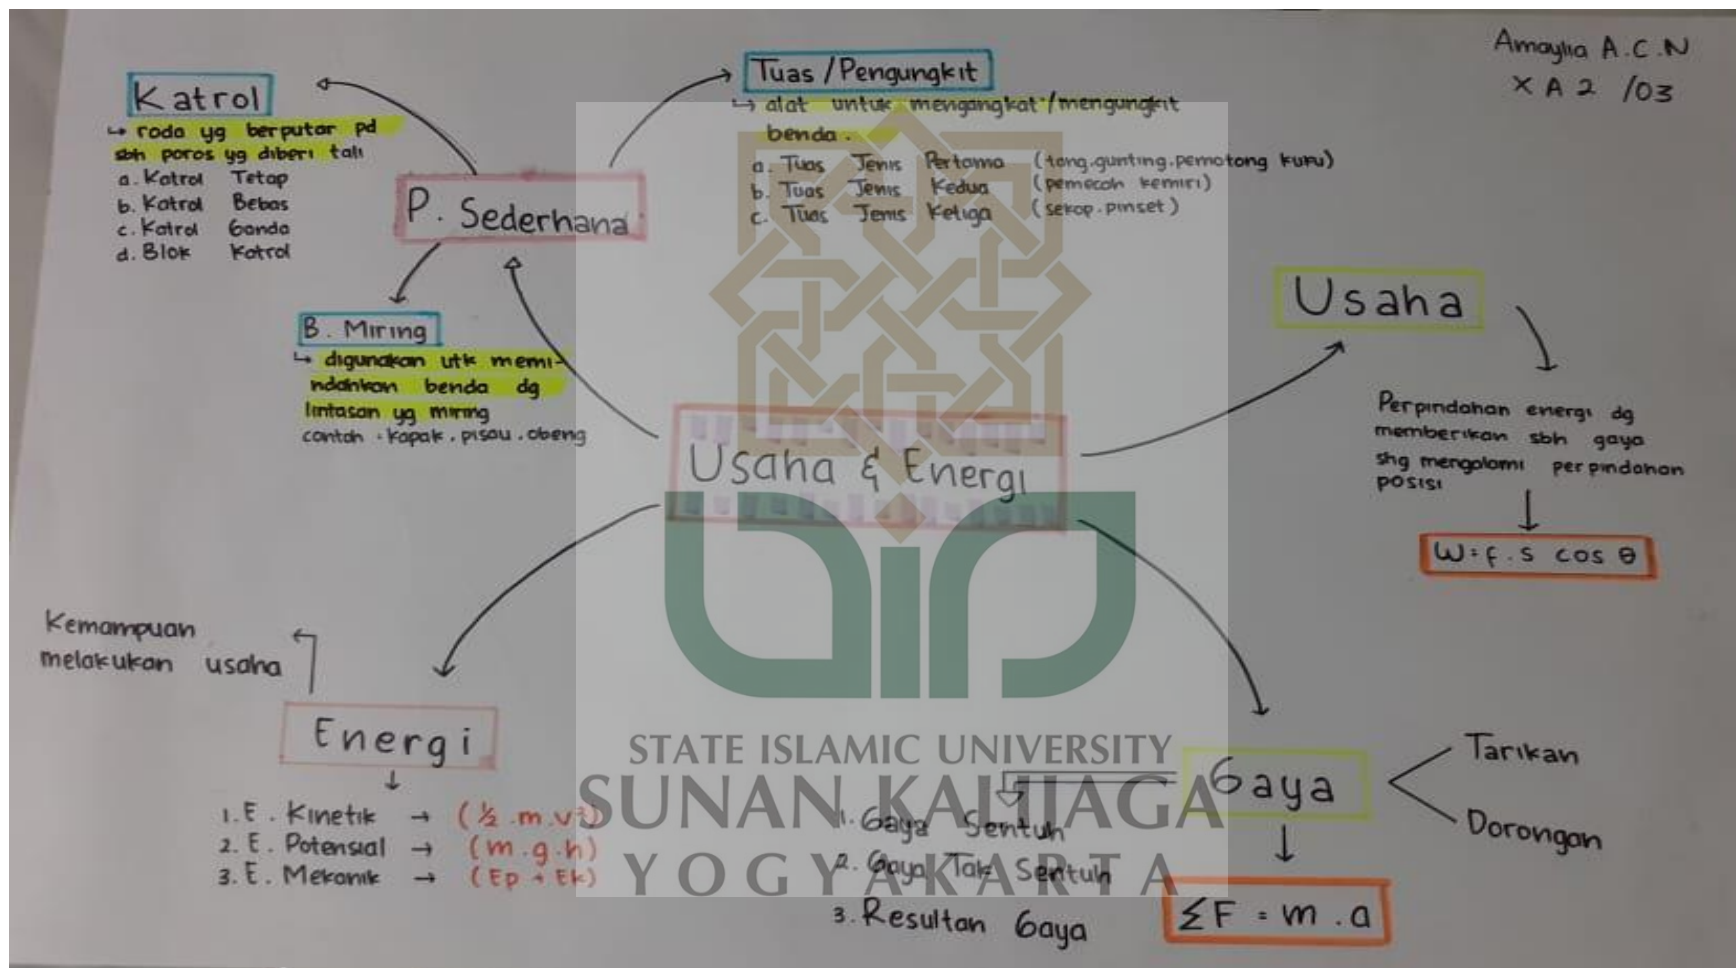 Amaylia A.C.N
X A 2 /03
Katrol
↳ roda yg berputar pd
sbh poros yg diberi tali
a. Katrol Tetap
b. Katrol Bebas
c. Katrol Ganda
d. Blok Katrol
P. Sederhana
Tuas/Pengungkit
↳ alat untuk mengangkat/mengungkit
benda.
a. Tuas Jenis Pertama (tang.gunting.pemotong kuku)
b. Tuas Jenis Kedua (pemecah kemiri)
c. Tuas Jenis Ketiga (sekop.pinset)
B. Miring
↳ digunakan utk memi-
ndahkan benda dg
lintasan yg miring
contoh . kapak . pisau . obeng
Usaha & Energi
Usaha
Perpindahan energi dg
memberikan sbh gaya
shg mengalami perpindahan
posisi
W = f . s cos θ
Kemampuan
melakukan usaha
Energi
1. E. Kinetik → (½ .m.v²)
2. E. Potensial → (m.g.h)
3. E. Mekanik → (Ep + Ek)
Gaya
Tarikan
Dorongan
1. Gaya Sentuh
2. Gaya Tak Sentuh
3. Resultan Gaya
ΣF = m . a
STATE ISLAMIC UNIVERSITY
SUNAN KALIJAGA
YOGYAKARTA